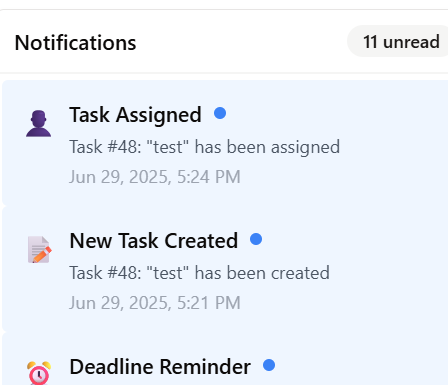 Notifications
11 unread
Task Assigned
Task #48: "test" has been assigned
Jun 29, 2025, 5:24 PM
New Task Created
Task #48: "test" has been created
Jun 29, 2025, 5:21 PM
Deadline Reminder